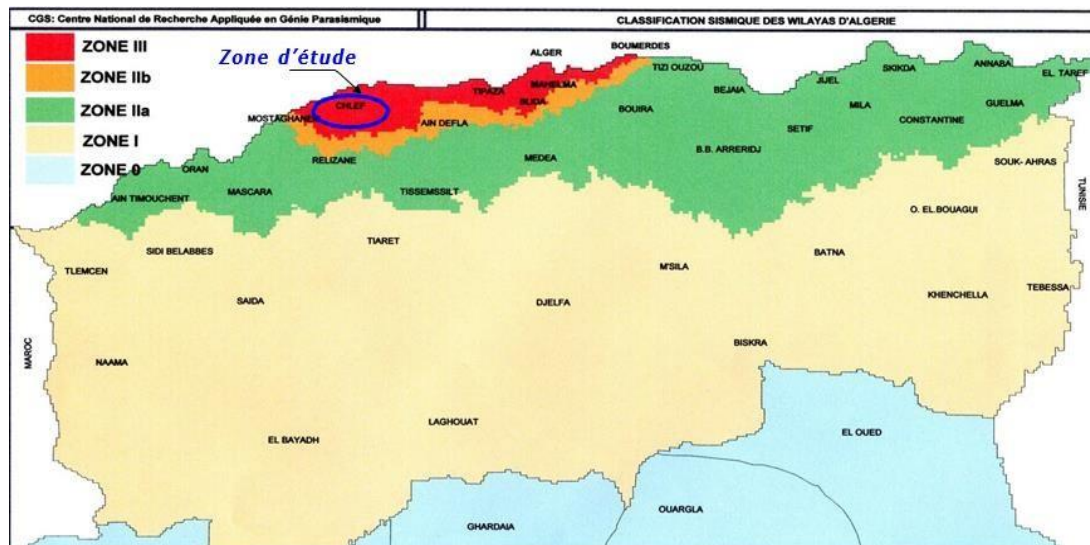 CGS: Centre National de Recherche Appliquée en Génie Parasismique
CLASSIFICATION SISMIQUE DES WILAYAS D'ALGERIE
ZONE III
ZONE IIb
ZONE IIa
ZONE I
ZONE 0
Zone d'étude
ALGER
BOUMERDES
TIZI OUZOU
SKIKDA
ANNABA
EL TAREF
JIJEL
BEJAIA
MAHELMA
TIPAZA
BLIDA
CHLEF
MOSTAGHANEM
AIN DEFLA
BOUIRA
MILA
GUELMA
CONSTANTINE
SETIF
B.B. ARRERIDJ
RELIZANE
MEDEA
SOUK- AHRAS
ORAN
MASCARA
TISSEMSSILT
AIN TIMOUCHENT
TUNISIE
O. EL.BOUAGUI
TIARET
SIDI BELABBES
BATNA
TLEMCEN
M'SILA
SAIDA
DJELFA
KHENCHELLA
TEBESSA
MAROC
NAAMA
BISKRA
LAGHOUAT
EL BAYADH
EL OUED
OUARGLA
GHARDAIA